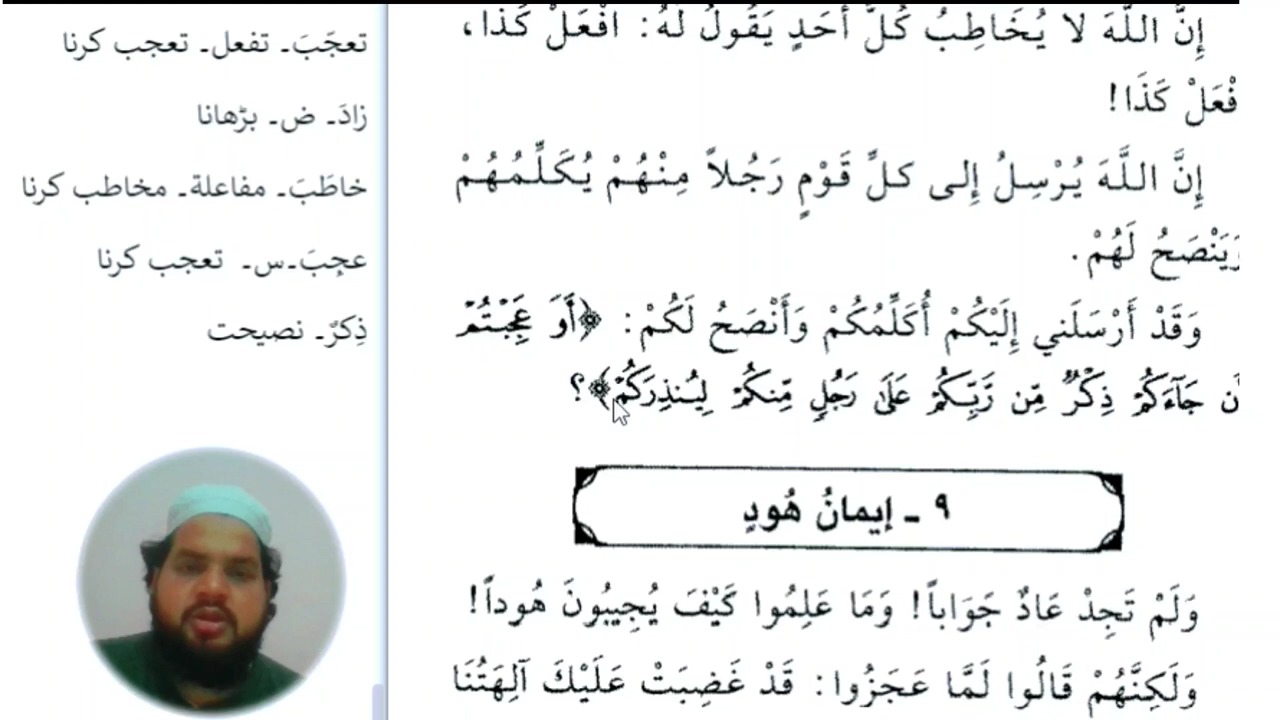 إِنَّ اللَّهَ لا يُخَاطِبُ كُلَّ أَحَدٍ يَقُولُ لَهُ: افْعَلْ كَذَا،
فْعَلْ كَذَا!
إِنَّ اللَّهَ يُرْسِلُ إِلى كلِّ قَوْمٍ رَجُلاً مِنْهُمْ يُكَلِّمُهُمْ
وَيَنْصَحُ لَهُمْ.
وَقَدْ أَرْسَلَني إِلَيْكُمْ أُكَلِّمُكُمْ وَأَنْصَحُ لَكُمْ: ﴿أَوَ عَجِبْتُمْ
أَن جَآءَكُمْ ذِكْرٌ مِّن رَّبِّكُمْ عَلَىٰ رَجُلٍ مِّنكُمْ لِيُنذِرَكُمْ﴾؟
٩ ـ إيمانُ هُودٍ
وَلَمْ تَجِدْ عَادٌ جَوَاباً! وَمَا عَلِمُوا كَيْفَ يُجِيبُونَ هُوداً!
وَلَكِنَّهُمْ قَالُوا لَمَّا عَجَزُوا: قَدْ غَضِبَتْ عَلَيْكَ آلِهَتُنَا
تعجّبَ۔ تفعل۔ تعجب کرنا
زادَ۔ ض۔ بڑھانا
خاطَبَ۔ مفاعلة۔ مخاطب کرنا
عجِبَ۔س۔ تعجب کرنا
ذِکرٌ۔ نصیحت